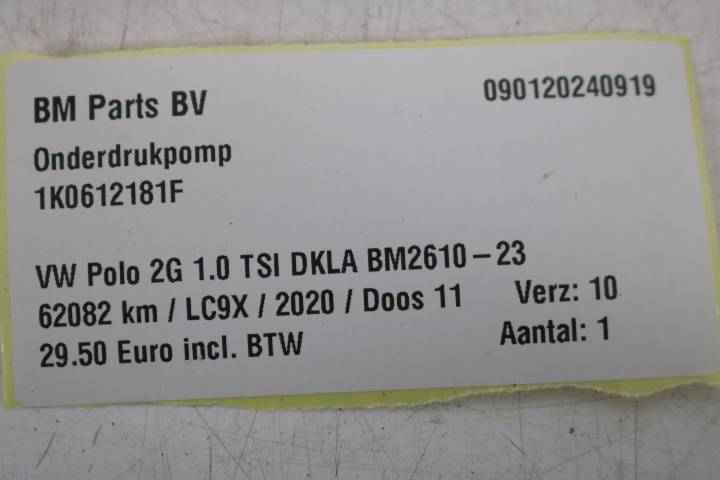 BM Parts BV 090120240919
Onderdrukpomp
1K0612181F
VW Polo 2G 1.0 TSI DKLA BM2610-23
62082 km / LC9X / 2020 / Doos 11 Verz: 10
29.50 Euro incl. BTW Aantal: 1